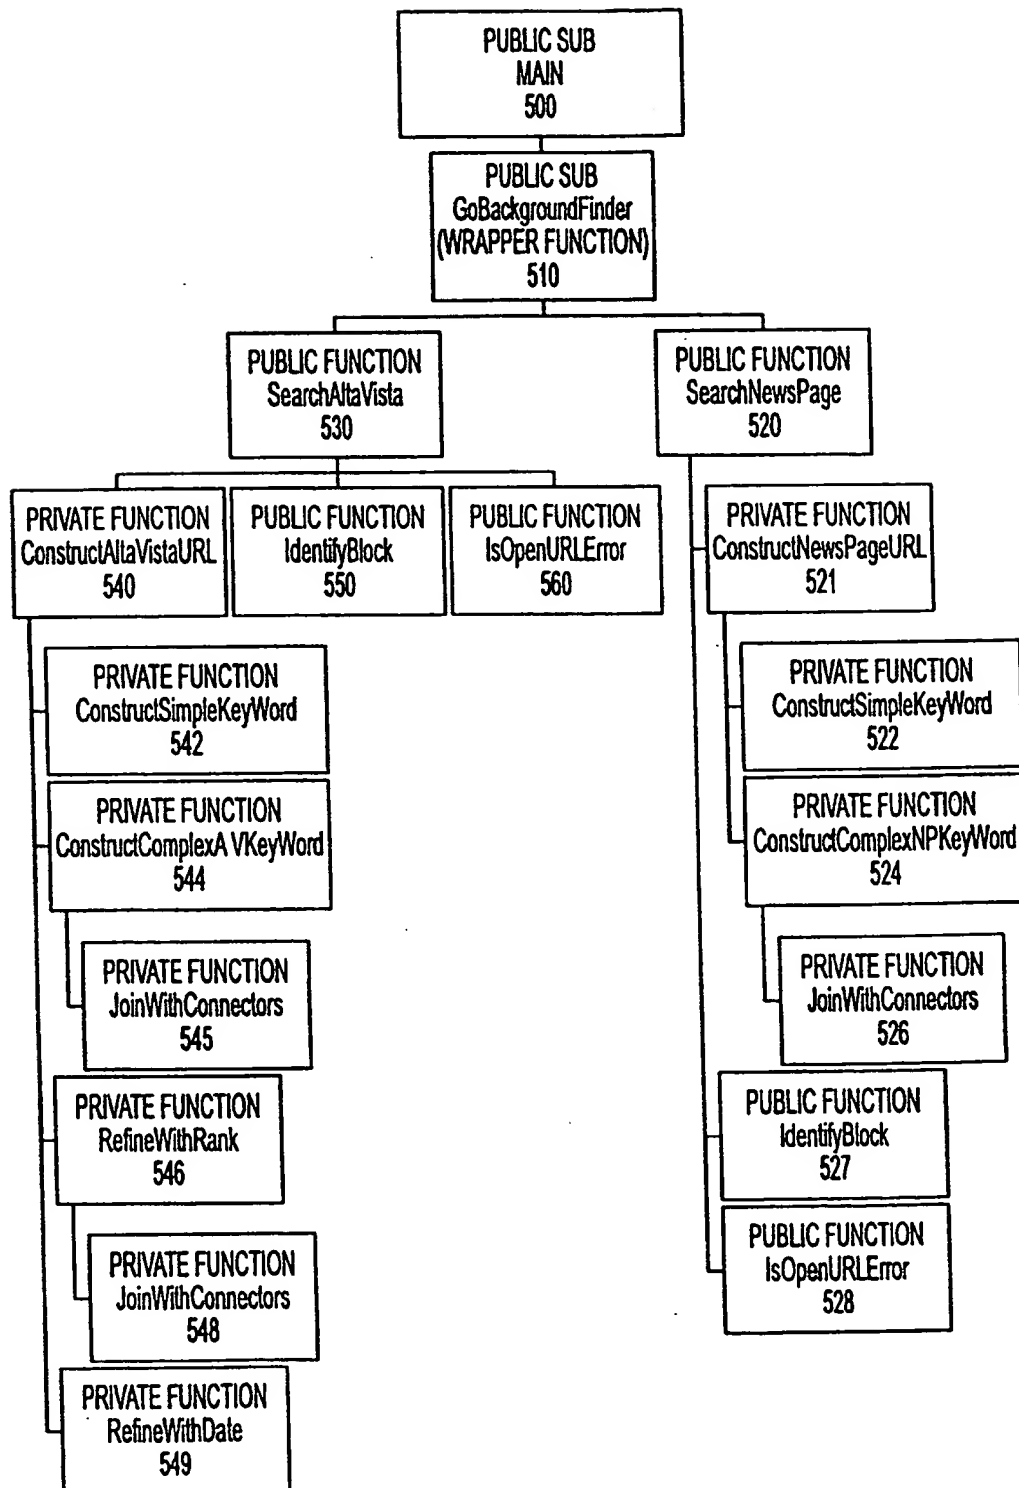 PUBLIC SUB
MAIN
500
PUBLIC SUB
GoBackgroundFinder
(WRAPPER FUNCTION)
510
PUBLIC FUNCTION
SearchAltaVista
530
PUBLIC FUNCTION
SearchNewsPage
520
PRIVATE FUNCTION
ConstructAltaVistaURL
540
PUBLIC FUNCTION
IdentifyBlock
550
PUBLIC FUNCTION
IsOpenURLError
560
PRIVATE FUNCTION
ConstructNewsPageURL
521
PRIVATE FUNCTION
ConstructSimpleKeyWord
542
PRIVATE FUNCTION
ConstructComplexA VKeyWord
544
PRIVATE FUNCTION
JoinWithConnectors
545
PRIVATE FUNCTION
RefineWithRank
546
PRIVATE FUNCTION
JoinWithConnectors
548
PRIVATE FUNCTION
RefineWithDate
549
PRIVATE FUNCTION
ConstructSimpleKeyWord
522
PRIVATE FUNCTION
ConstructComplexNPKeyWord
524
PRIVATE FUNCTION
JoinWithConnectors
526
PUBLIC FUNCTION
IdentifyBlock
527
PUBLIC FUNCTION
IsOpenURLError
528